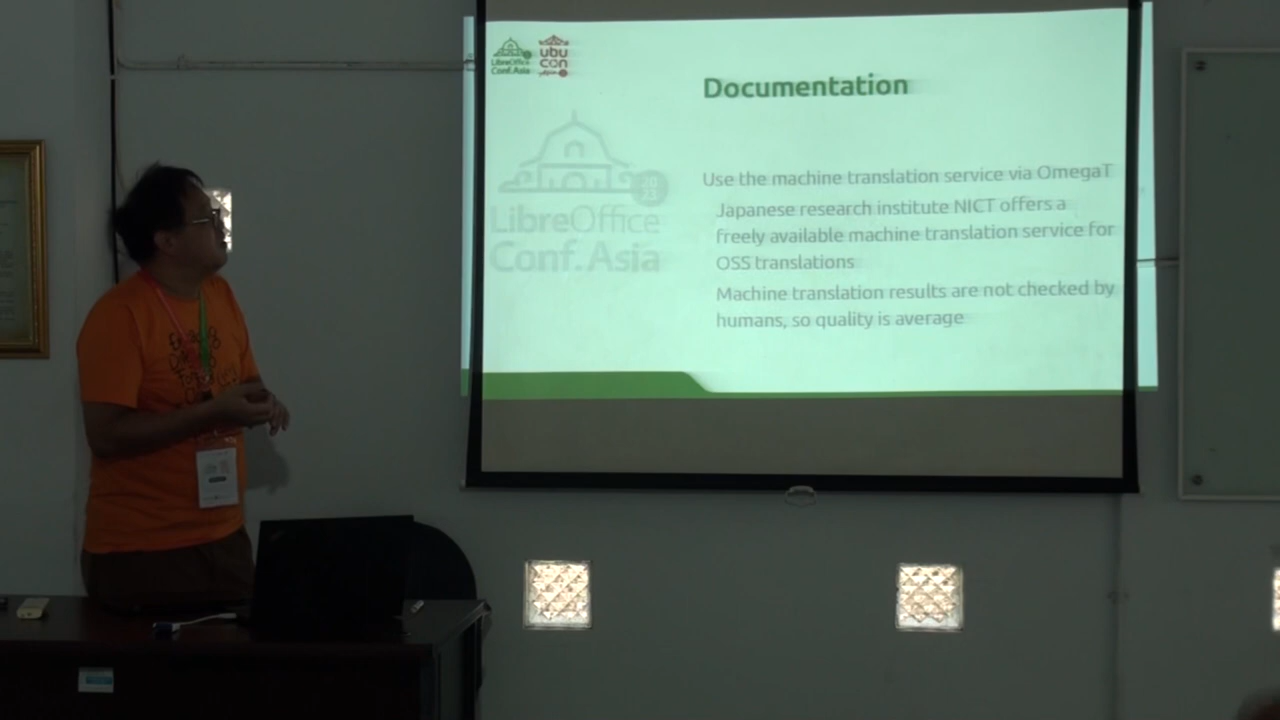 LibreOffice
Conf.Asia
ubu
con
Documentation
Use the machine translation service via OmegaT
Japanese research institute NICT offers a
freely available machine translation service for
OSS translations
Machine translation results are not checked by
humans, so quality is average
LibreOffice
Conf.Asia